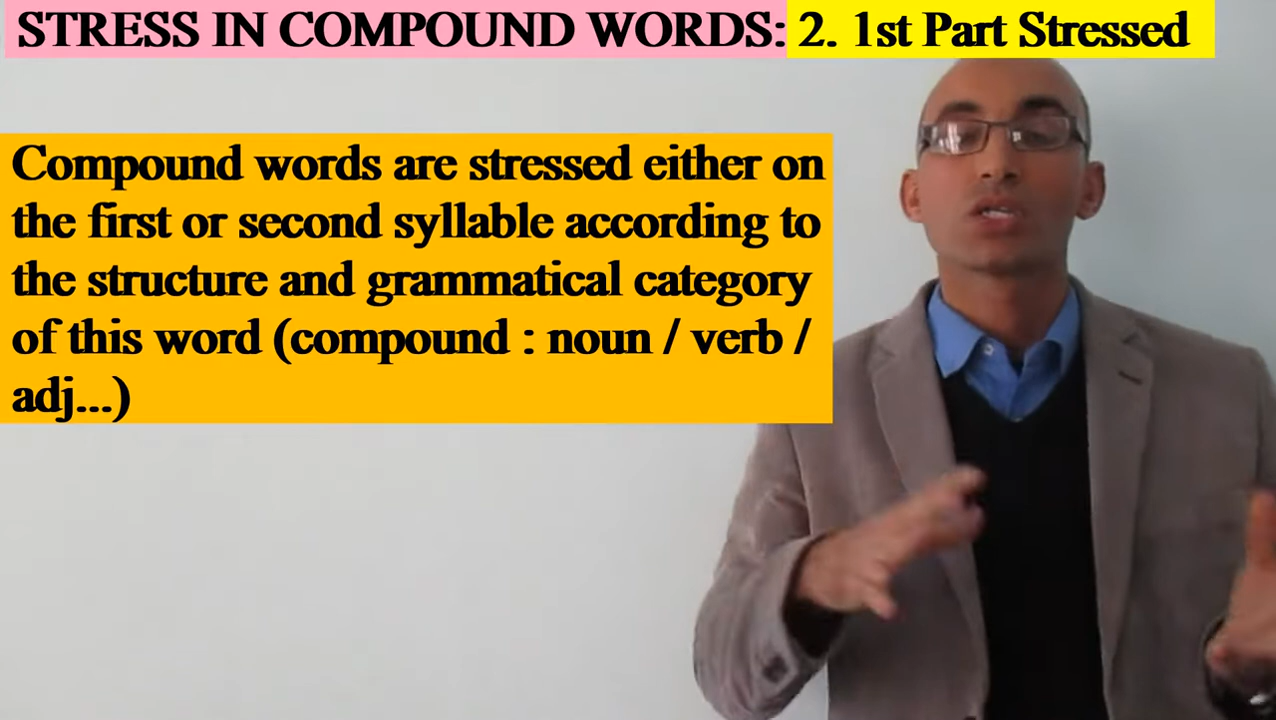 STRESS IN COMPOUND WORDS: 2. 1st Part Stressed
Compound words are stressed either on
the first or second syllable according to
the structure and grammatical category
of this word (compound : noun / verb /
adj...)